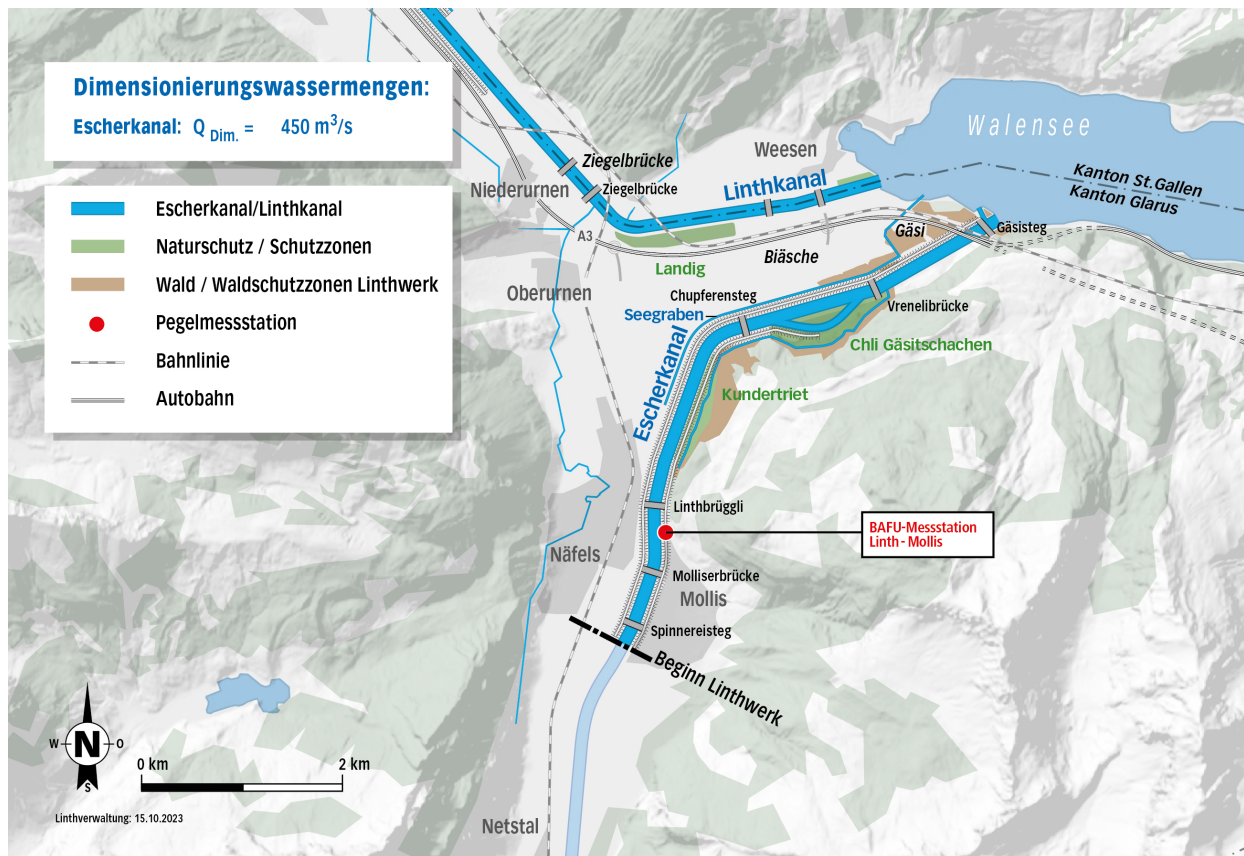 Dimensionierungswassermengen:
Escherkanal: Q Dim. = 450 m³/s
Escherkanal/Linthkanal
Naturschutz / Schutzzonen
Wald / Waldschutzzonen Linthwerk
Pegelmessstation
Bahnlinie
Autobahn
Walensee
Kanton St.Gallen
Kanton Glarus
Weesen
Ziegelbrücke
Ziegelbrücke
Niederurnen
Linthkanal
A3
Gäsi
Gäsisteg
Biäsche
Landig
Oberurnen
Chupferensteg
Seegraben
Vrenelibrücke
Chli Gäsitschachen
Escherkanal
Kundertriet
Linthbrüggli
BAFU-Messstation
Linth - Mollis
Näfels
Molliserbrücke
Mollis
Spinnereisteg
Beginn Linthwerk
W N O
S
0 km 2 km
Linthverwaltung: 15.10.2023
Netstal